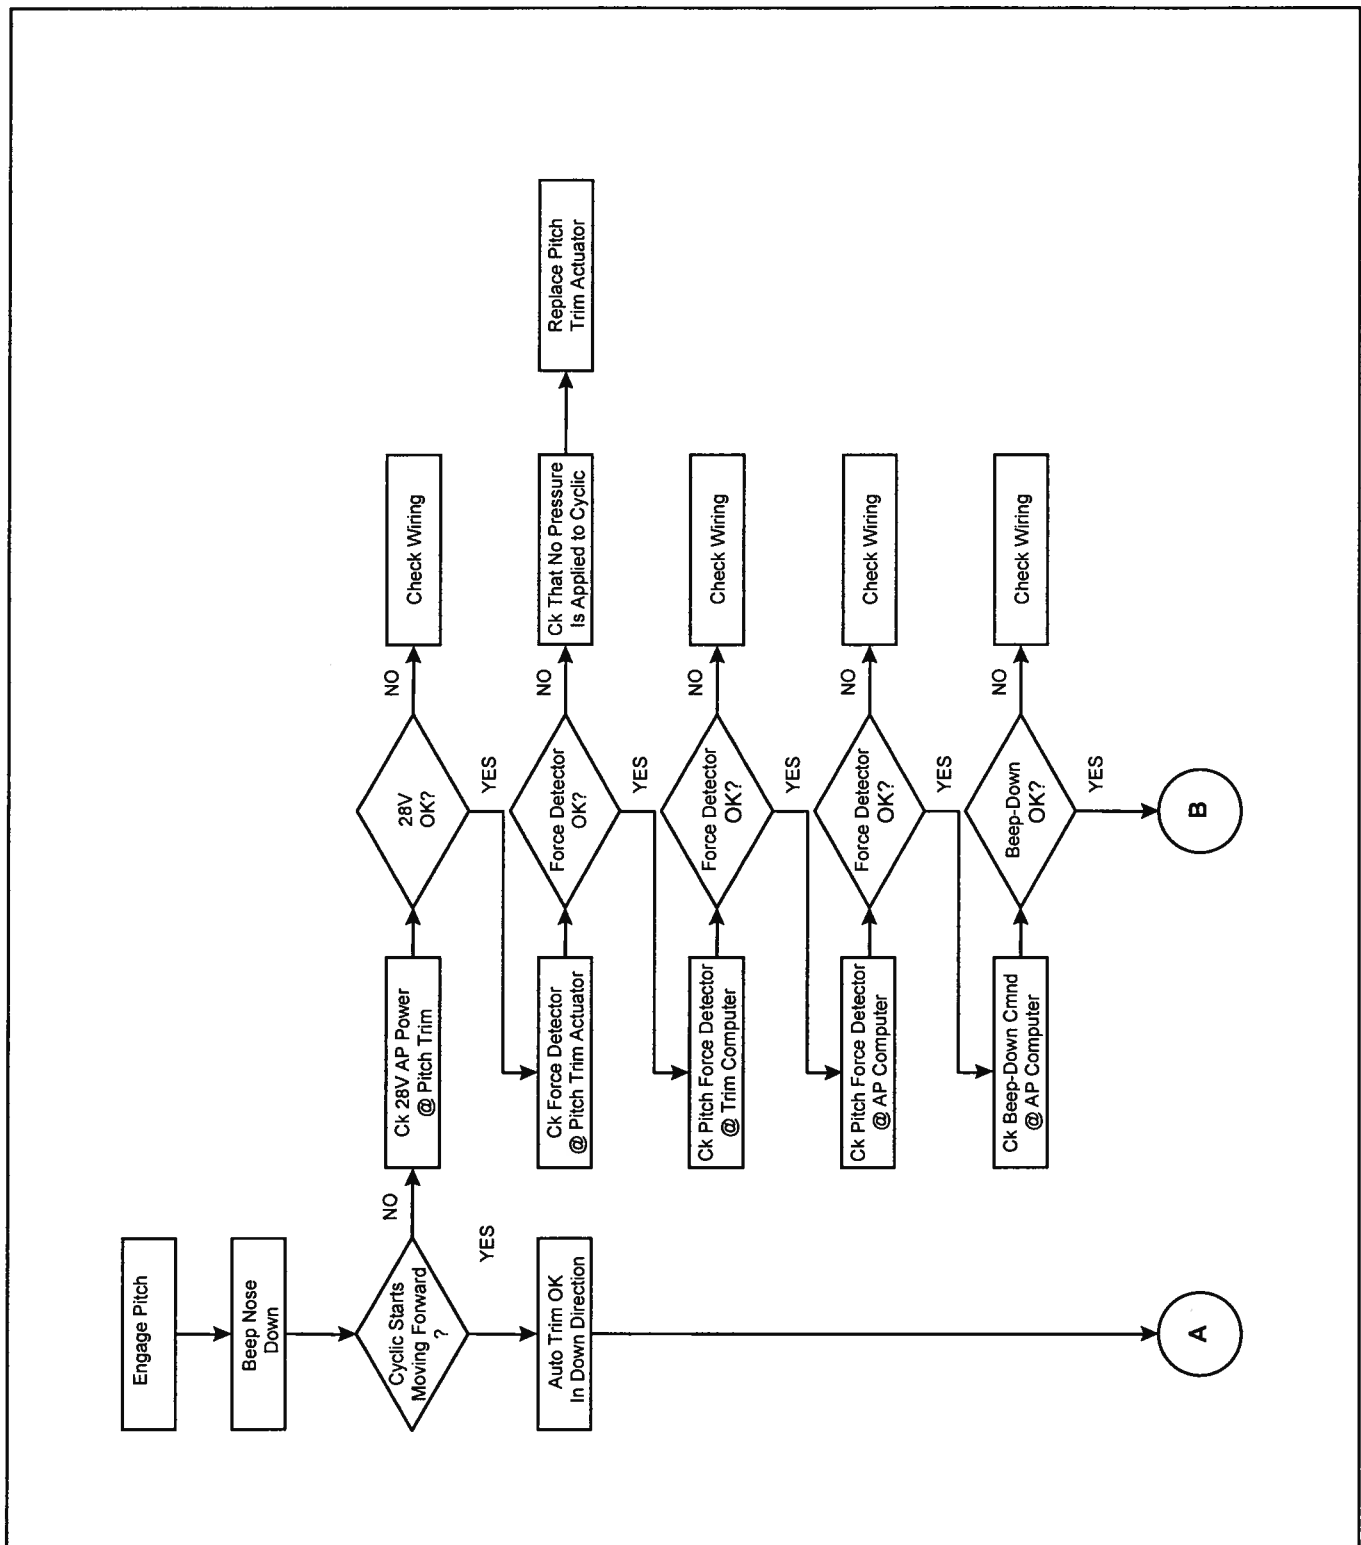 Engage Pitch
Beep Nose
Down
Cyclic Starts
Moving Forward
?
NO
YES
Auto Trim OK
In Down Direction
A
Ck 28V AP Power
@ Pitch Trim
28V
OK?
NO
Check Wiring
YES
Ck Force Detector
@ Pitch Trim Actuator
Force Detector
OK?
NO
Ck That No Pressure
Is Applied to Cyclic
Replace Pitch
Trim Actuator
YES
Ck Pitch Force Detector
@ Trim Computer
Force Detector
OK?
NO
Check Wiring
YES
Ck Pitch Force Detector
@ AP Computer
Force Detector
OK?
NO
Check Wiring
YES
Ck Beep-Down Cmnd
@ AP Computer
Beep-Down
OK?
NO
Check Wiring
YES
B